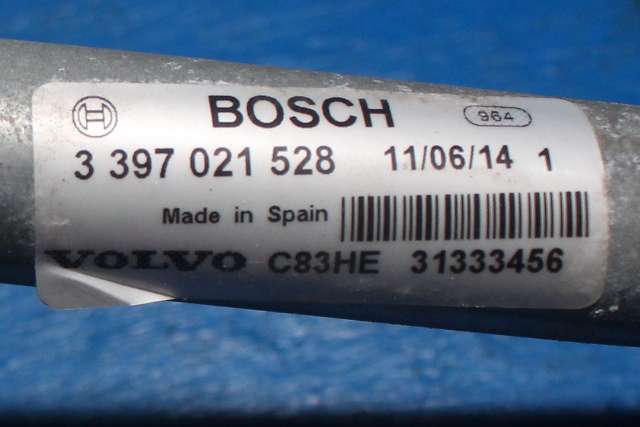 BOSCH 964
3 397 021 528 11/06/14 1
Made in Spain
VOLVO C83HE 31333456